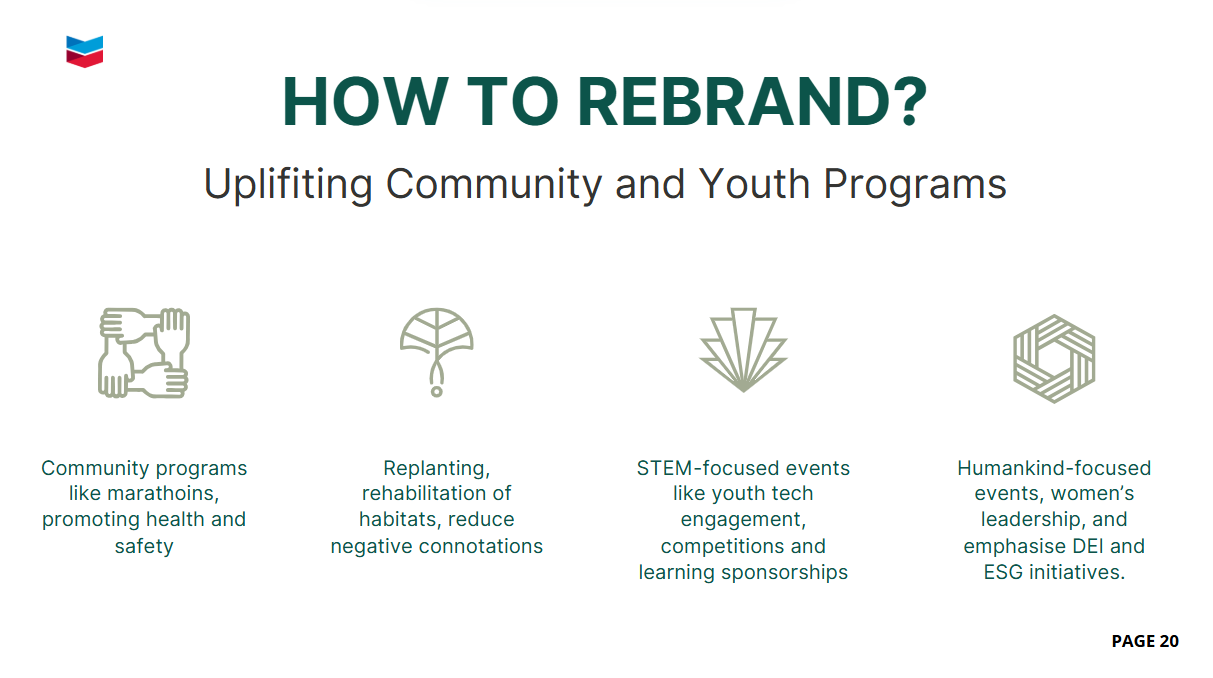 HOW TO REBRAND?
Uplifiting Community and Youth Programs
Community programs
like marathoins,
promoting health and
safety
Replanting,
rehabilitation of
habitats, reduce
negative connotations
STEM-focused events
like youth tech
engagement,
competitions and
learning sponsorships
Humankind-focused
events, women’s
leadership, and
emphasise DEI and
ESG initiatives.
PAGE 20